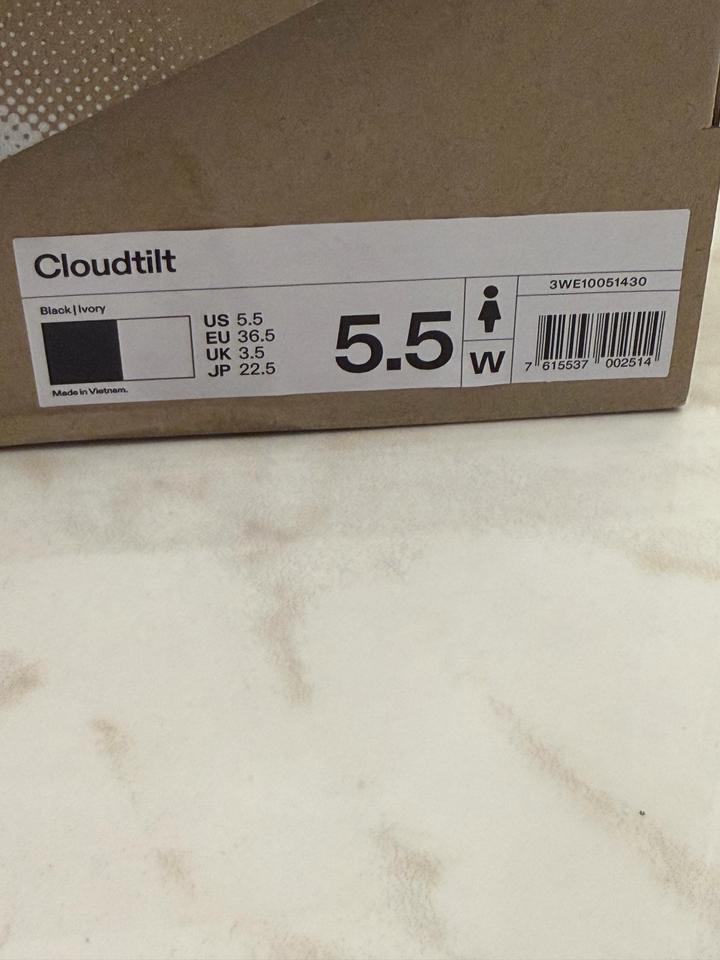 Cloudtilt
Black | Ivory
Made in Vietnam.
US 5.5
EU 36.5
UK 3.5
JP 22.5
5.5
W
3WE10051430
7 615537 002514